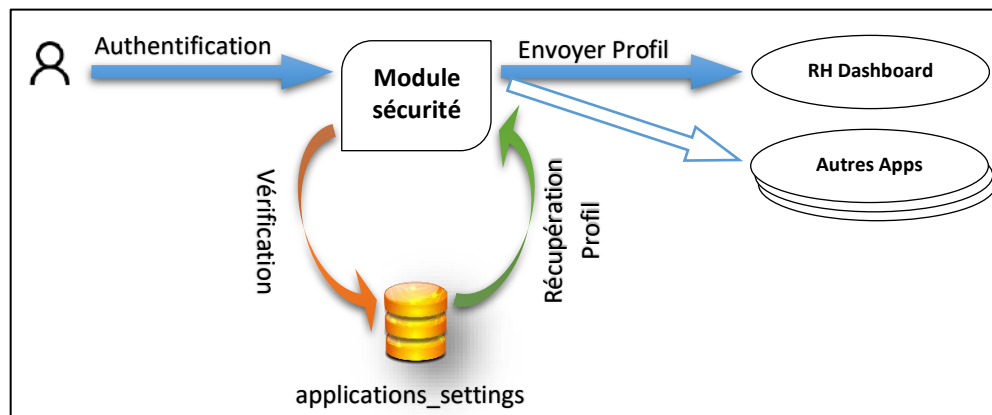 Authentification
Envoyer Profil
Module
sécurité
RH Dashboard
Autres Apps
Vérification
Récupération
Profil
applications_settings